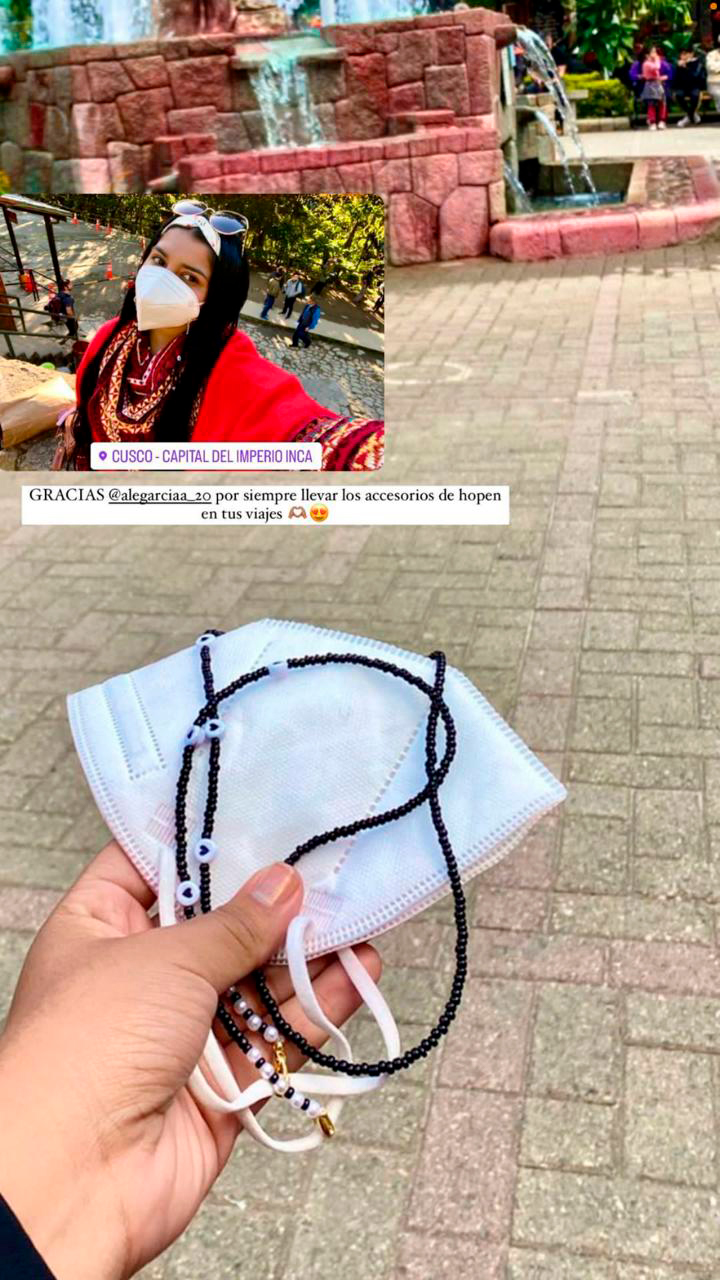 CUSCO - CAPITAL DEL IMPERIO INCA
GRACIAS @alegarciaa_20 por siempre llevar los accesorios de hopen
en tus viajes 🫶🏽😍